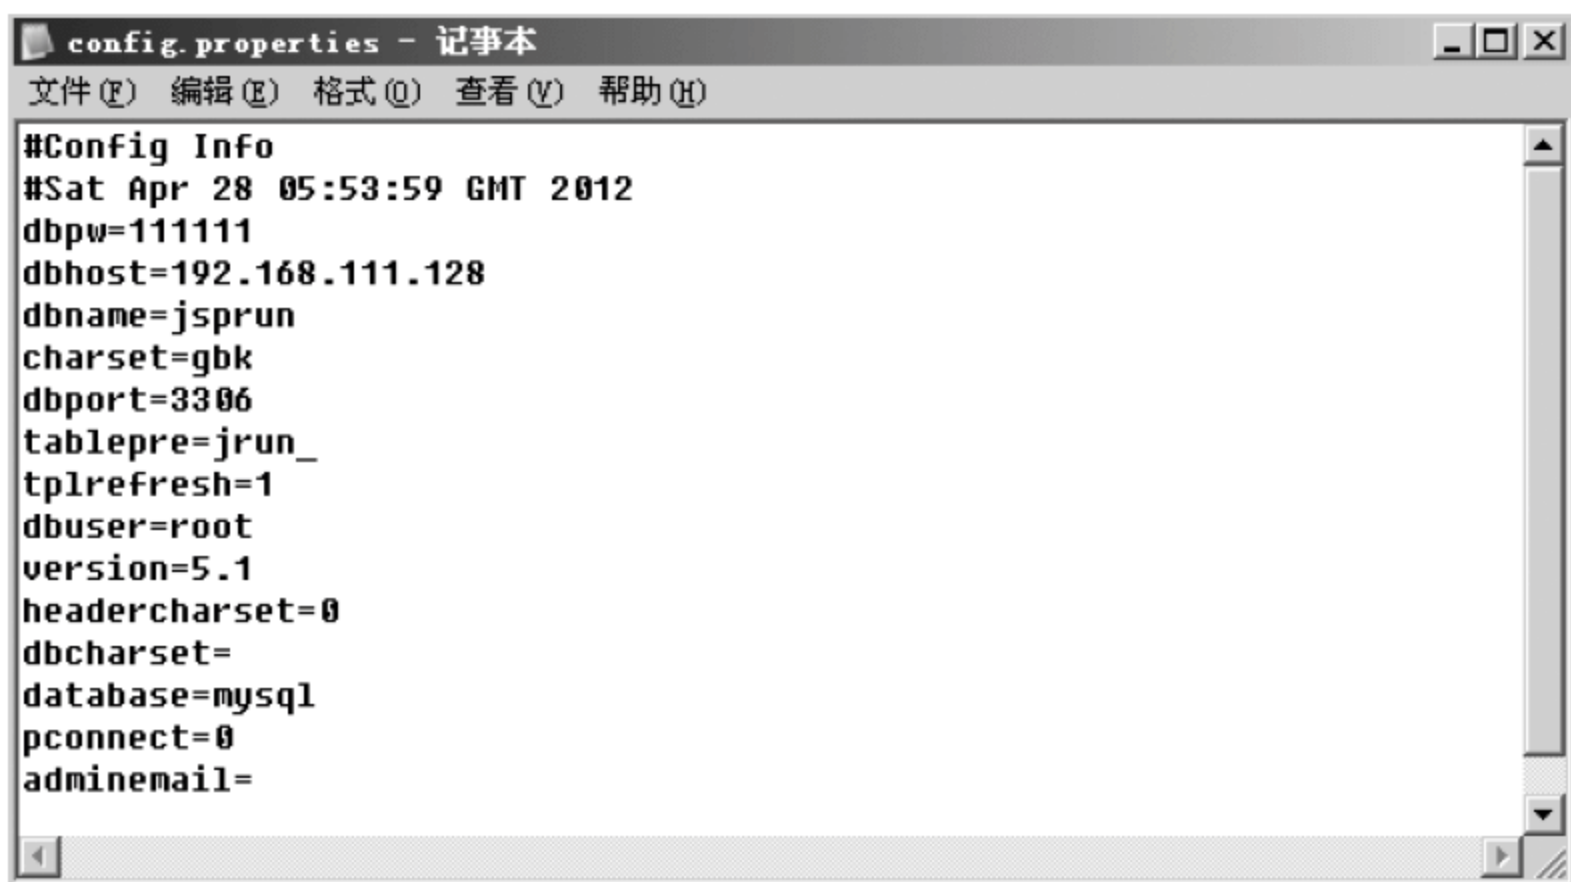 config.properties - 记事本
文件(F) 编辑(E) 格式(O) 查看(V) 帮助(H)
#Config Info
#Sat Apr 28 05:53:59 GMT 2012
dbpw=111111
dbhost=192.168.111.128
dbname=jsprun
charset=gbk
dbport=3306
tablepre=jrun_
tplrefresh=1
dbuser=root
version=5.1
headercharset=0
dbcharset=
database=mysql
pconnect=0
adminemail=